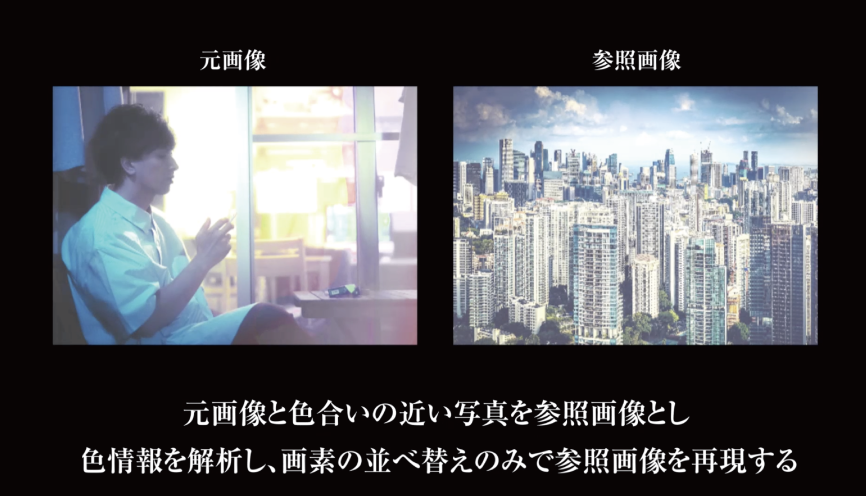 元画像
参照画像
元画像と色合いの近い写真を参照画像とし
色情報を解析し、画素の並べ替えのみで参照画像を再現する